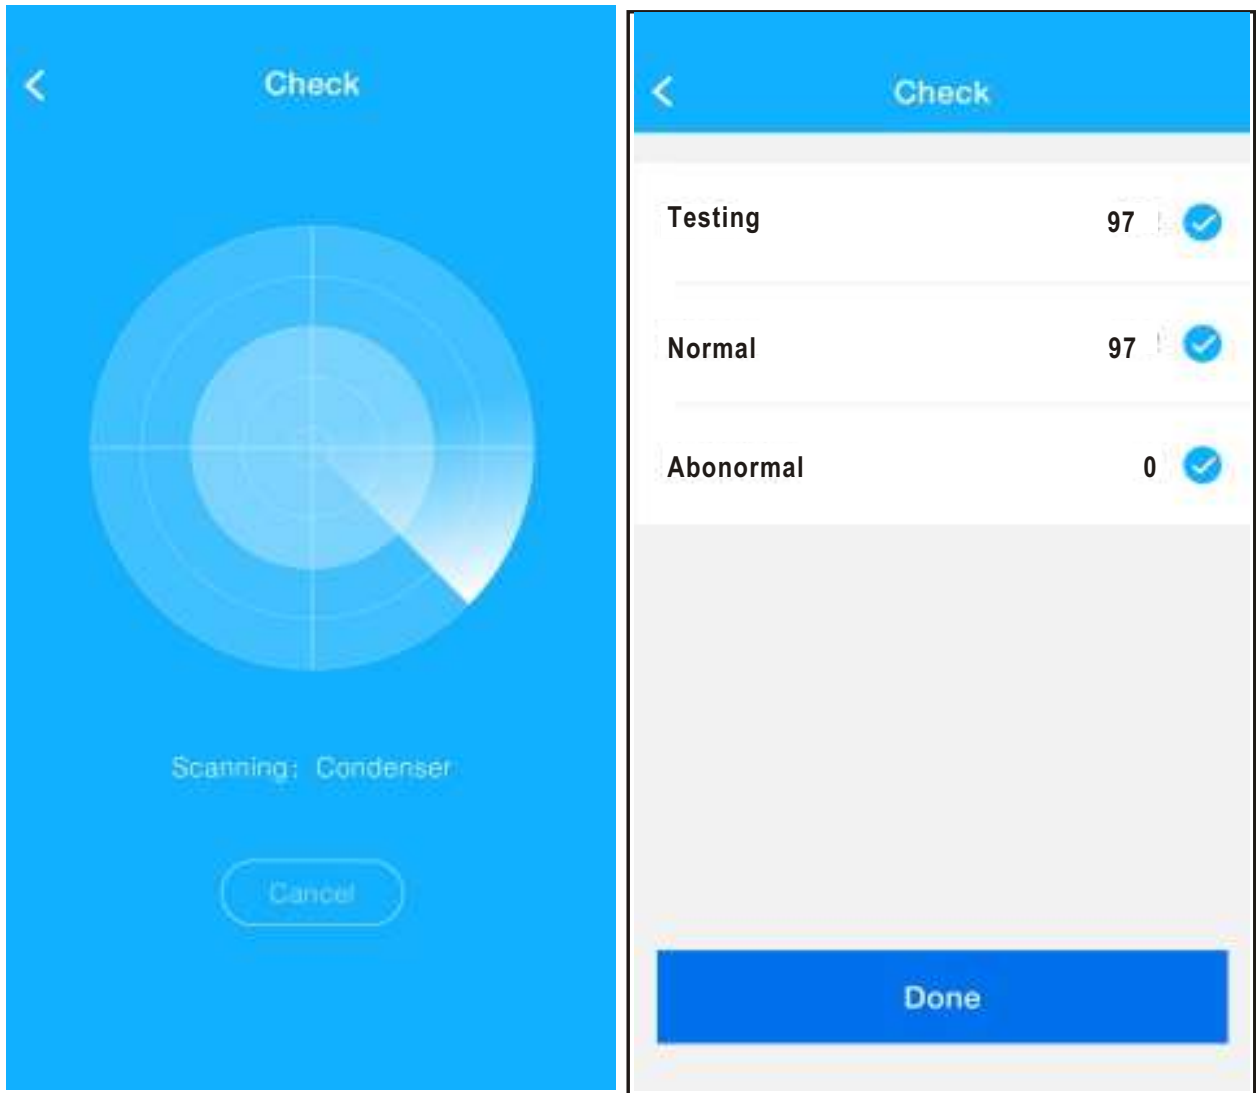 Check
Scanning: Condenser
Cancel
Check
Testing 97
Normal 97
Abonormal 0
Done